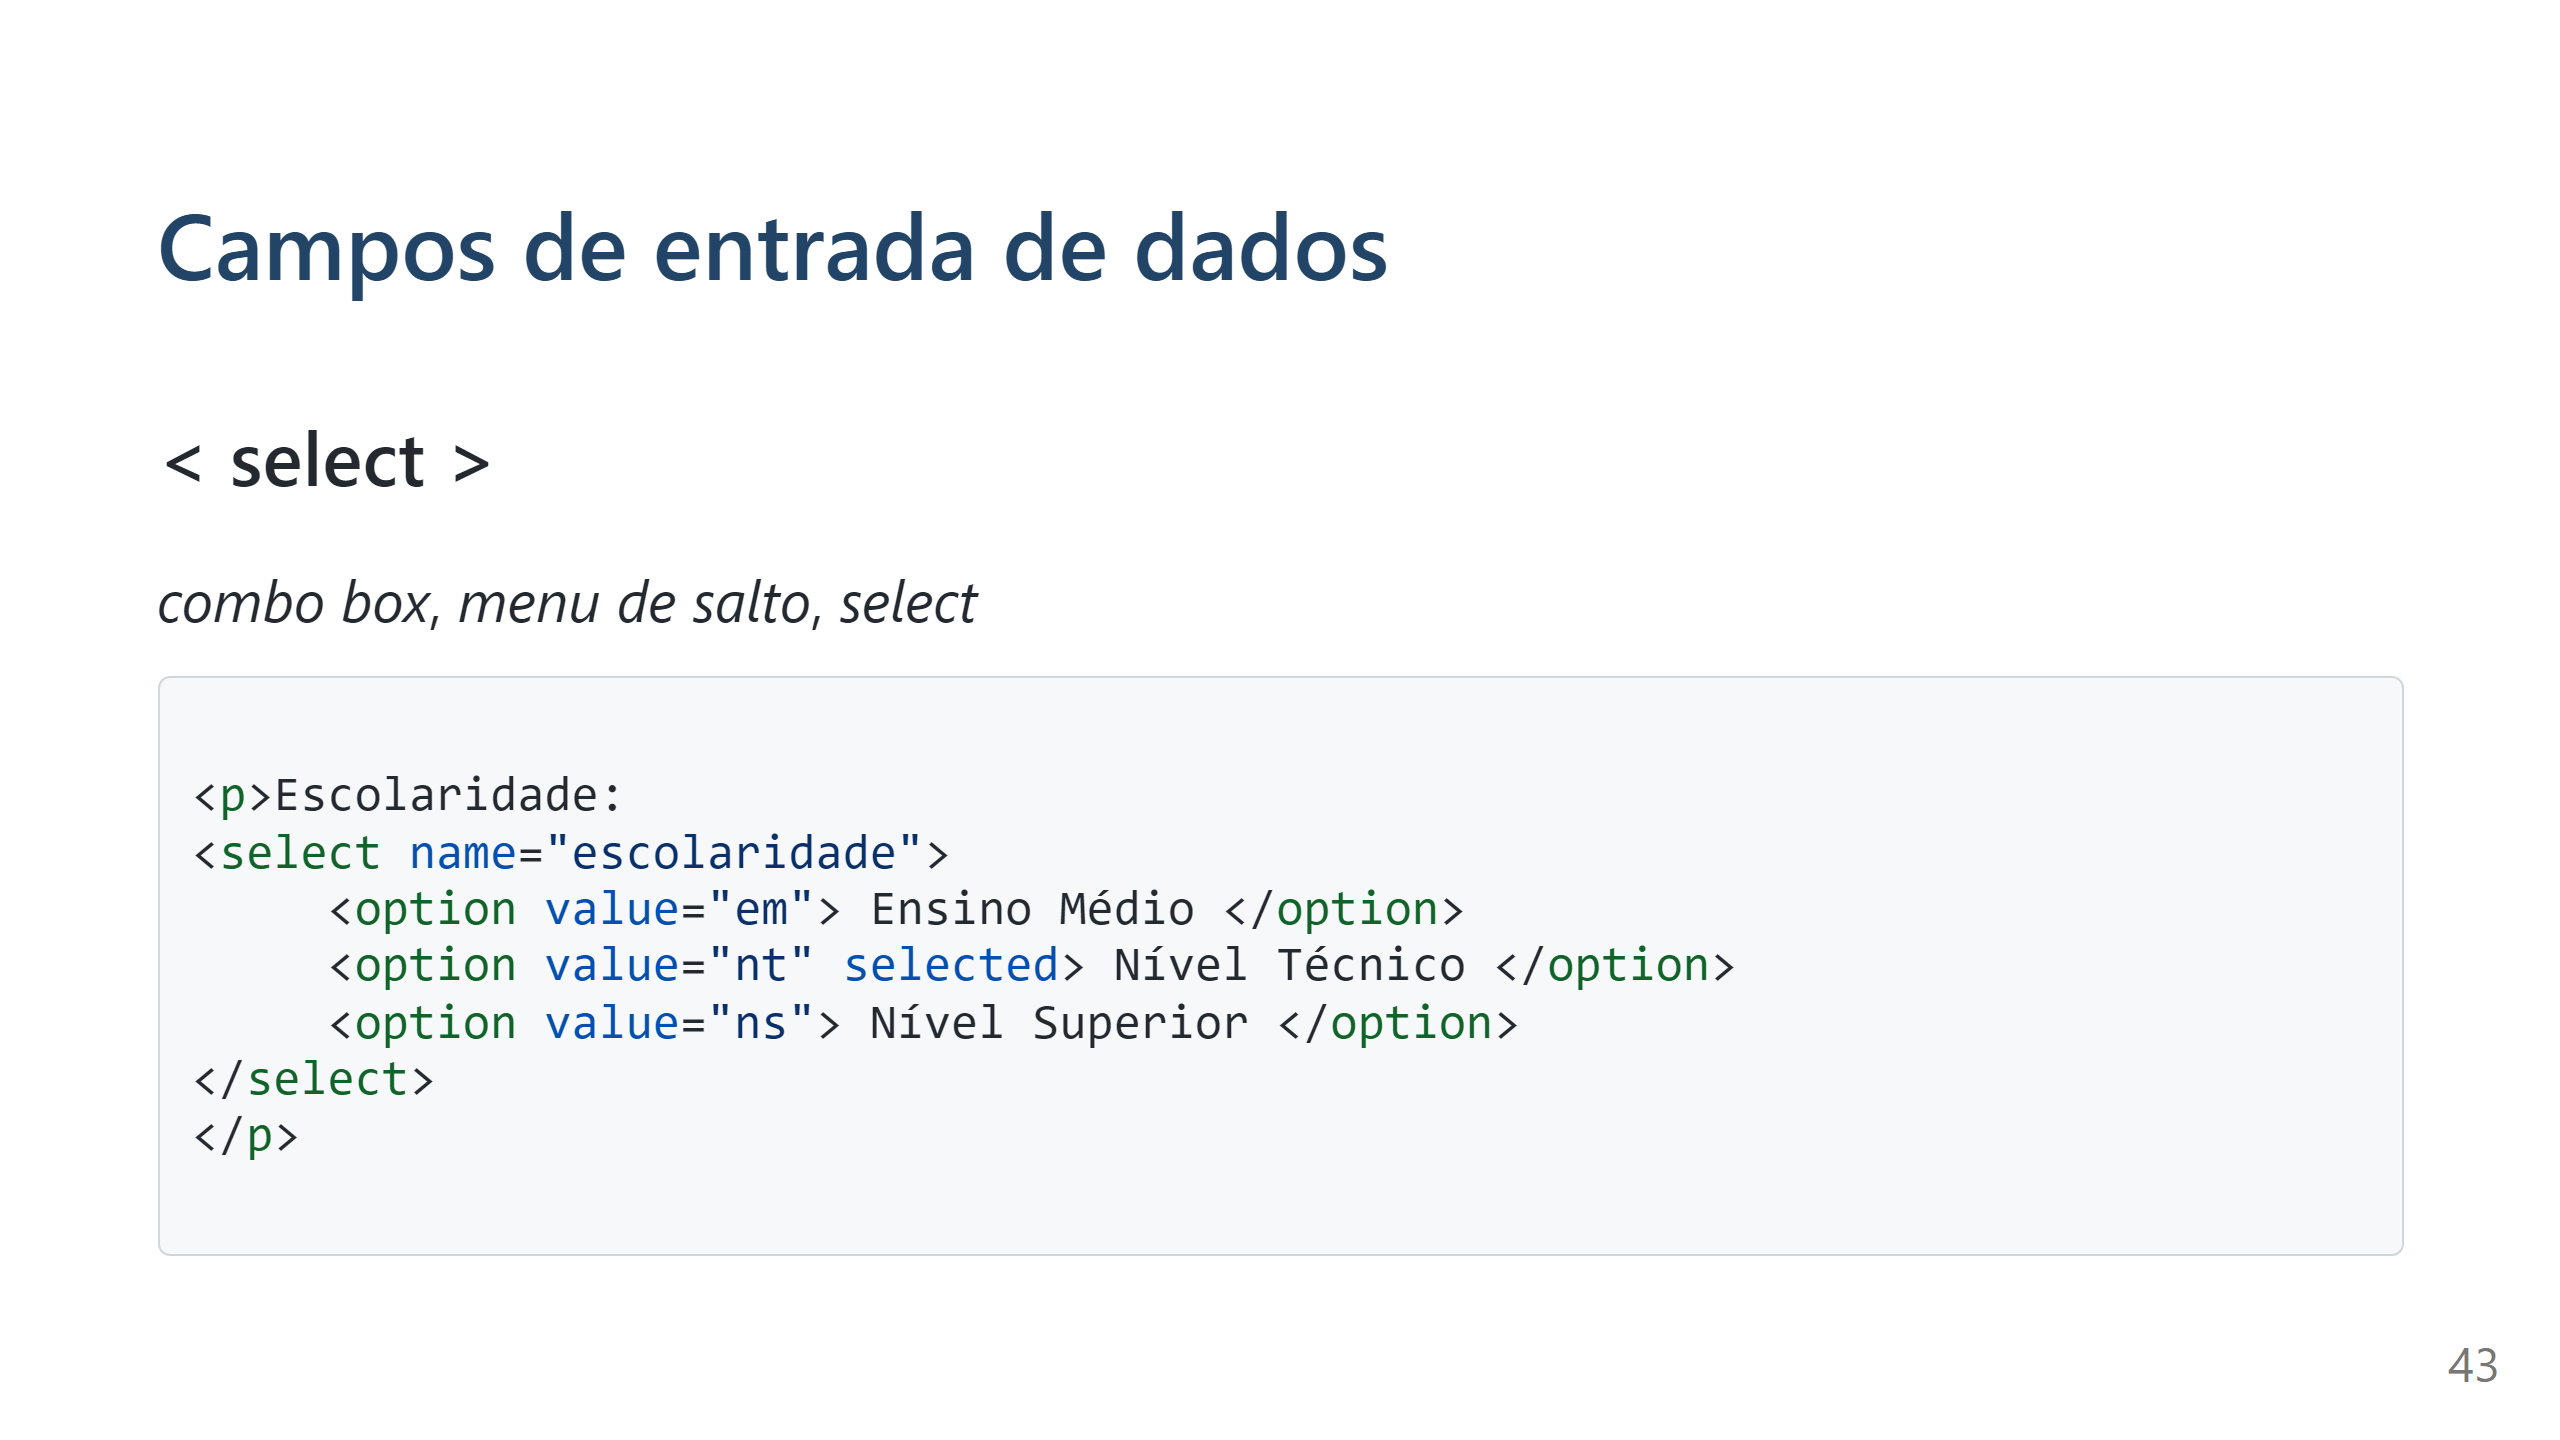 Campos de entrada de dados
< select >
combo box, menu de salto, select
<p>Escolaridade:
<select name="escolaridade">
     <option value="em"> Ensino Médio </option>
     <option value="nt" selected> Nível Técnico </option>
     <option value="ns"> Nível Superior </option>
</select>
</p>
43